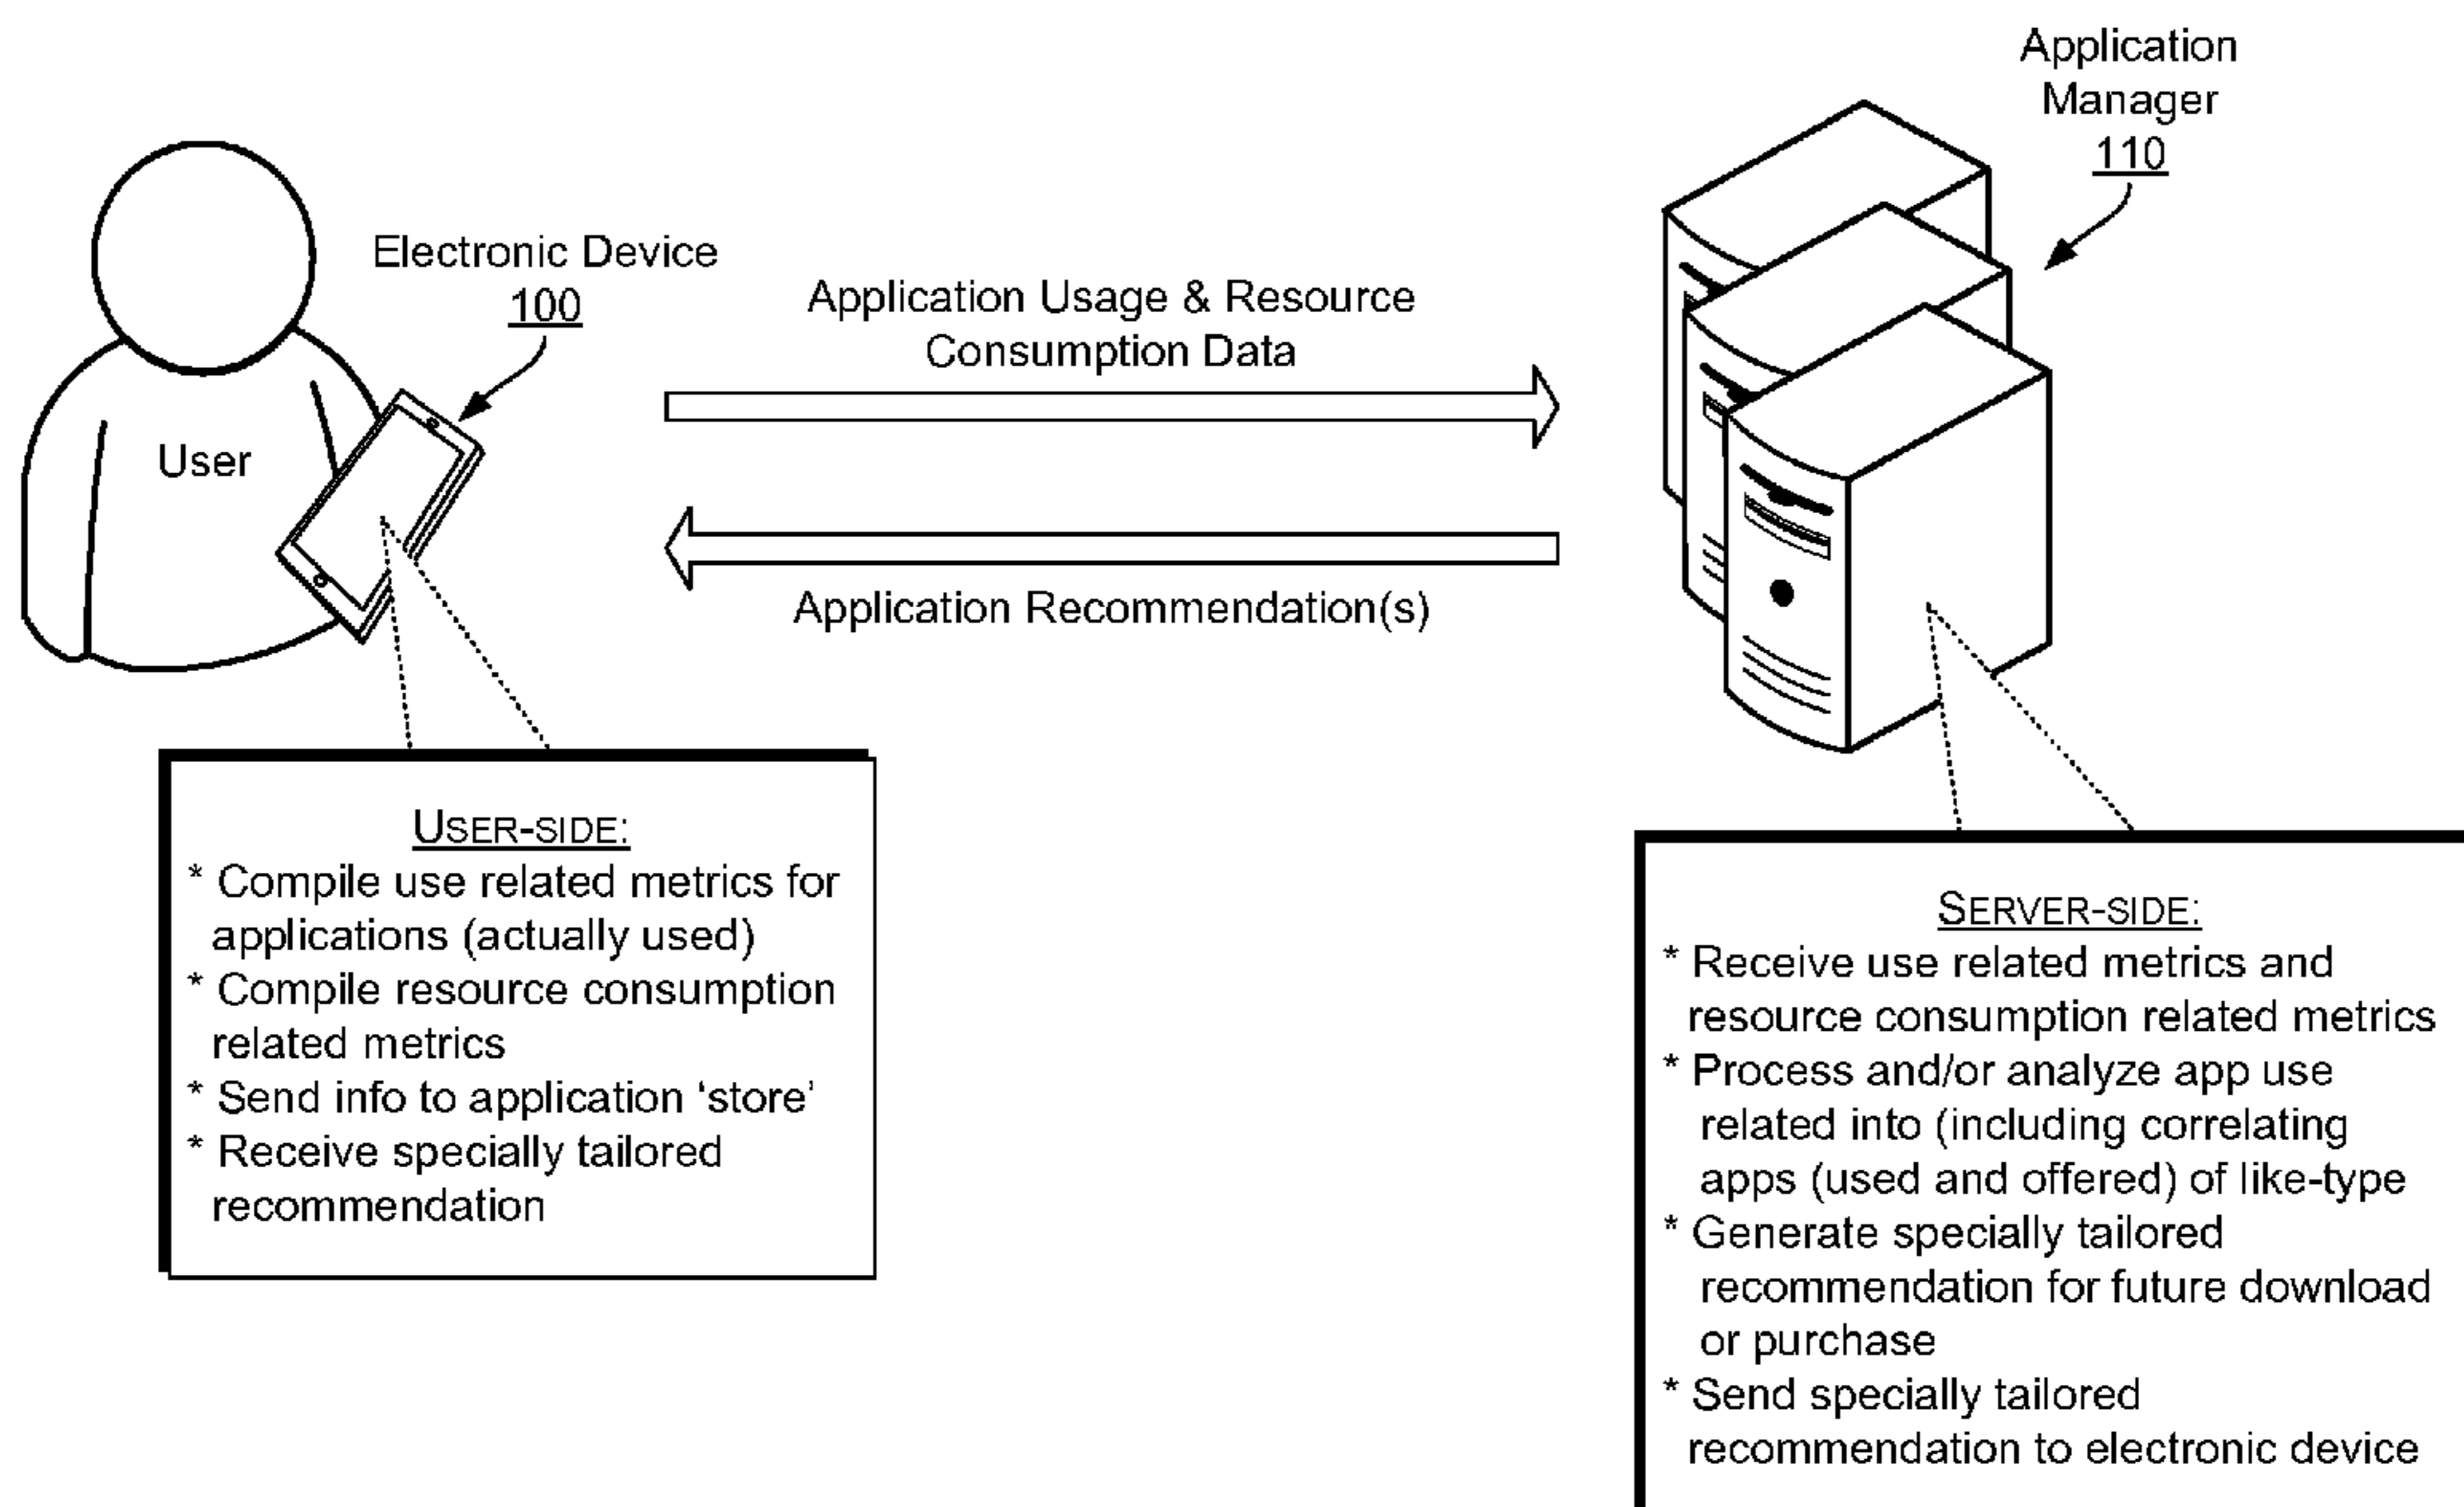 Application
Manager
110
Electronic Device
100
Application Usage & Resource
Consumption Data
User
Application Recommendation(s)
USER-SIDE:
* Compile use related metrics for
applications (actually used)
* Compile resource consumption
related metrics
* Send info to application ‘store’
* Receive specially tailored
recommendation
SERVER-SIDE:
* Receive use related metrics and
resource consumption related metrics
* Process and/or analyze app use
related into (including correlating
apps (used and offered) of like-type
* Generate specially tailored
recommendation for future download
or purchase
* Send specially tailored
recommendation to electronic device